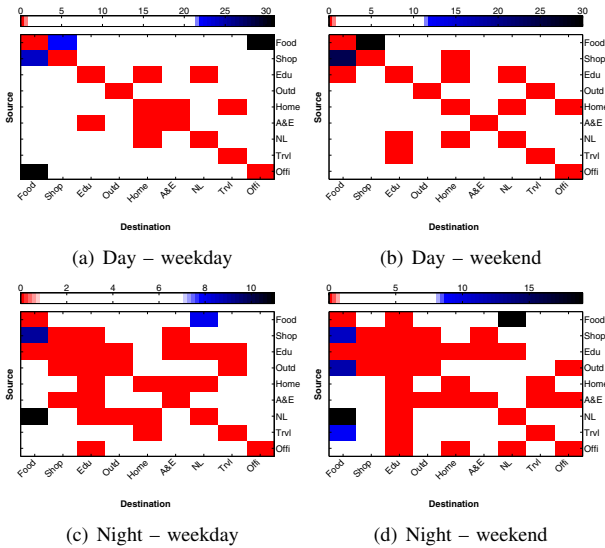 0 5 10 15 20 25 30
0 5 10 15 20 25 30
Source
Food
Shop
Edu
Outd
Home
A&E
NL
Trvl
Offi
Food Shop Edu Outd Home A&E NL Trvl Offi
Destination
(a) Day – weekday
Source
Food
Shop
Edu
Outd
Home
A&E
NL
Trvl
Offi
Food Shop Edu Outd Home A&E NL Trvl Offi
Destination
(b) Day – weekend
0 2 4 6 8 10
0 5 10 15
Source
Food
Shop
Edu
Outd
Home
A&E
NL
Trvl
Offi
Food Shop Edu Outd Home A&E NL Trvl Offi
Destination
(c) Night – weekday
Source
Food
Shop
Edu
Outd
Home
A&E
NL
Trvl
Offi
Food Shop Edu Outd Home A&E NL Trvl Offi
Destination
(d) Night – weekend